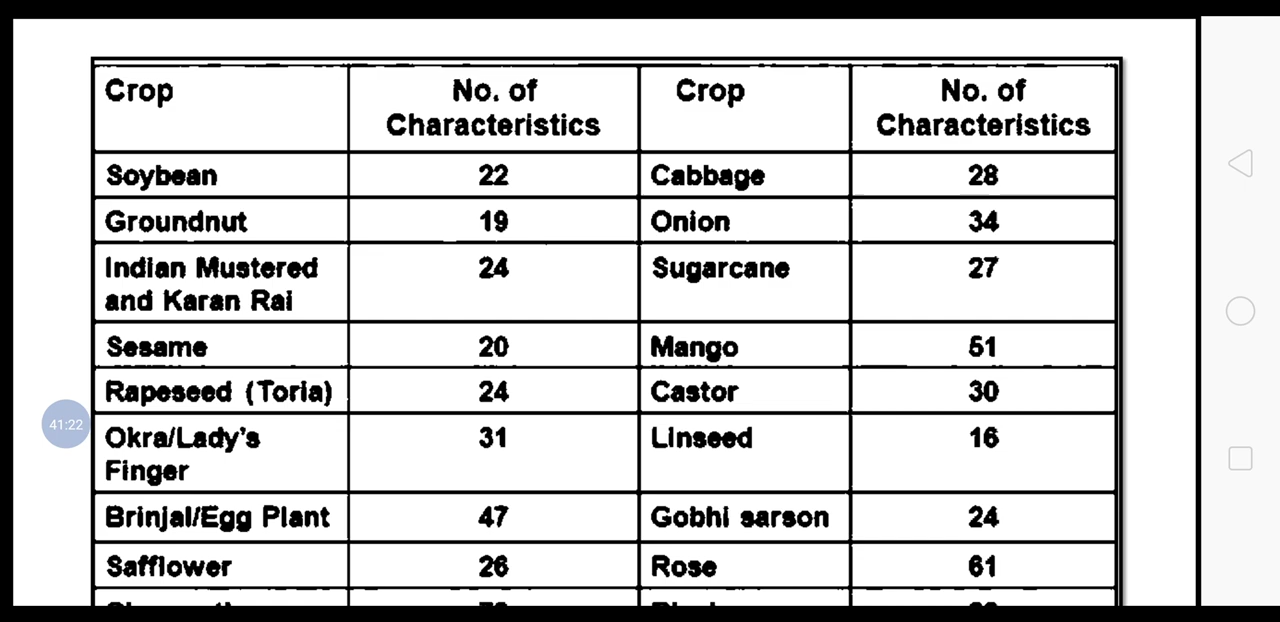 Crop No. of Characteristics Crop No. of Characteristics
Soybean 22 Cabbage 28
Groundnut 19 Onion 34
Indian Mustered and Karan Rai 24 Sugarcane 27
Sesame 20 Mango 51
Rapeseed (Toria) 24 Castor 30
41:22
Okra/Lady's Finger 31 Linseed 16
Brinjal/Egg Plant 47 Gobhi sarson 24
Safflower 26 Rose 61